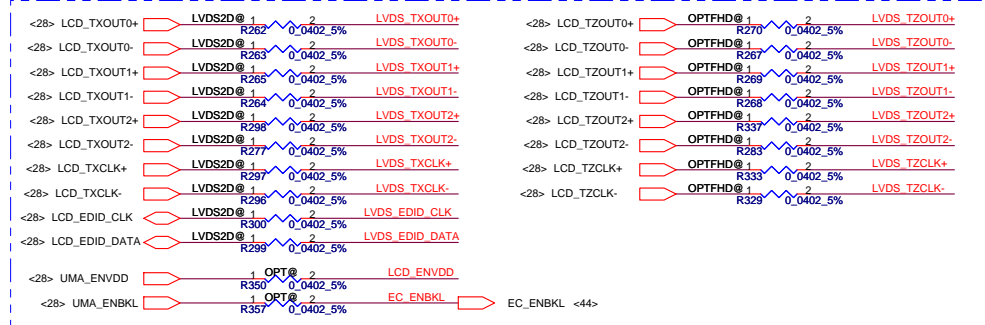 <28> LCD_TXOUT0+ LVDS2D@ 1 2 LVDS_TXOUT0+
R262 0_0402_5%
<28> LCD_TXOUT0- LVDS2D@ 1 2 LVDS_TXOUT0-
R263 0_0402_5%
<28> LCD_TXOUT1+ LVDS2D@ 1 2 LVDS_TXOUT1+
R265 0_0402_5%
<28> LCD_TXOUT1- LVDS2D@ 1 2 LVDS_TXOUT1-
R264 0_0402_5%
<28> LCD_TXOUT2+ LVDS2D@ 1 2 LVDS_TXOUT2+
R298 0_0402_5%
<28> LCD_TXOUT2- LVDS2D@ 1 2 LVDS_TXOUT2-
R277 0_0402_5%
<28> LCD_TXCLK+ LVDS2D@ 1 2 LVDS_TXCLK+
R297 0_0402_5%
<28> LCD_TXCLK- LVDS2D@ 1 2 LVDS_TXCLK-
R296 0_0402_5%
<28> LCD_EDID_CLK LVDS2D@ 1 2 LVDS_EDID_CLK
R300 0_0402_5%
<28> LCD_EDID_DATA LVDS2D@ 1 2 LVDS_EDID_DATA
R299 0_0402_5%
<28> UMA_ENVDD 1 OPT@ 2 LCD_ENVDD
R350 0_0402_5%
<28> UMA_ENBKL 1 OPT@ 2 EC_ENBKL EC_ENBKL <44>
R357 0_0402_5%
<28> LCD_TZOUT0+ OPTFHD@ 1 2 LVDS_TZOUT0+
R270 0_0402_5%
<28> LCD_TZOUT0- OPTFHD@ 1 2 LVDS_TZOUT0-
R267 0_0402_5%
<28> LCD_TZOUT1+ OPTFHD@ 1 2 LVDS_TZOUT1+
R269 0_0402_5%
<28> LCD_TZOUT1- OPTFHD@ 1 2 LVDS_TZOUT1-
R268 0_0402_5%
<28> LCD_TZOUT2+ OPTFHD@ 1 2 LVDS_TZOUT2+
R337 0_0402_5%
<28> LCD_TZOUT2- OPTFHD@ 1 2 LVDS_TZOUT2-
R283 0_0402_5%
<28> LCD_TZCLK+ OPTFHD@ 1 2 LVDS_TZCLK+
R333 0_0402_5%
<28> LCD_TZCLK- OPTFHD@ 1 2 LVDS_TZCLK-
R329 0_0402_5%